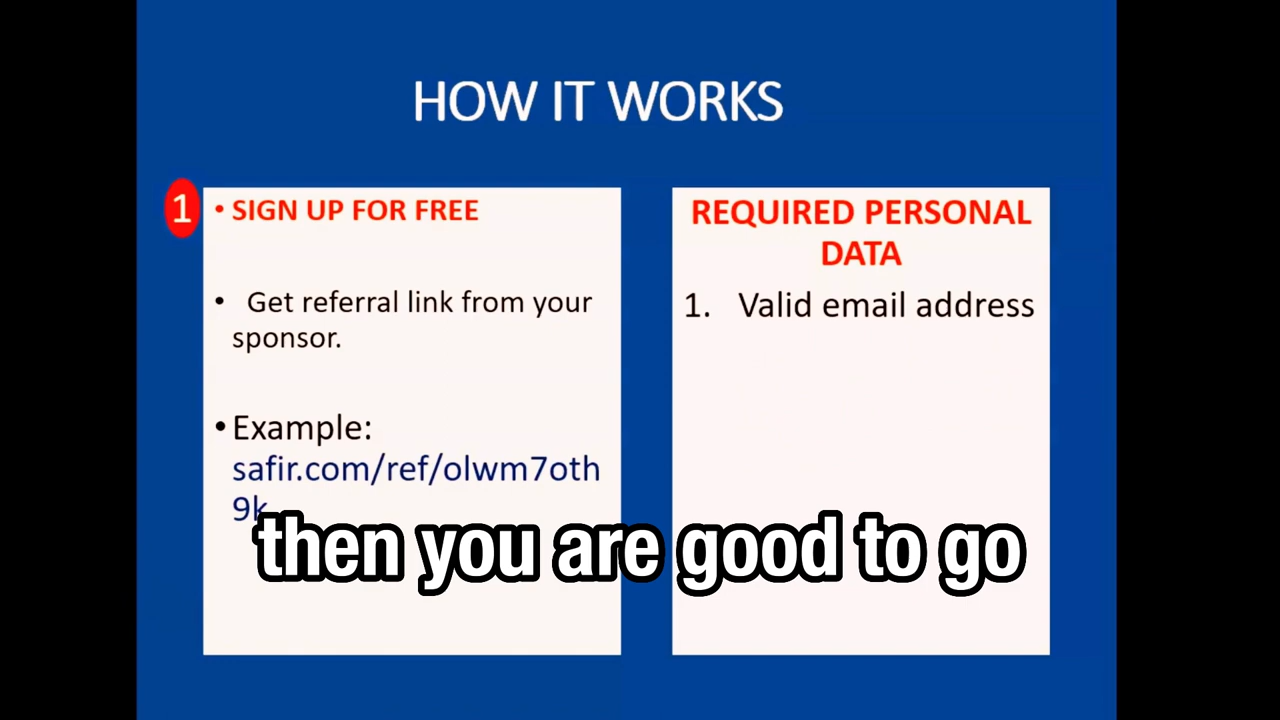 HOW IT WORKS
1
• SIGN UP FOR FREE
• Get referral link from your
sponsor.
• Example:
safir.com/ref/olwm7oth
9k
REQUIRED PERSONAL
DATA
1. Valid email address
then you are good to go